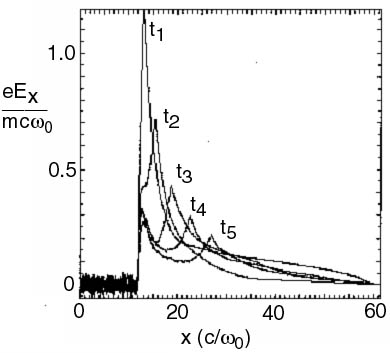 1.0
t₁
eEₓ
mcω₀
t₂
0.5
t₃
t₄
t₅
0
0 20 40 60
x (c/ω₀)